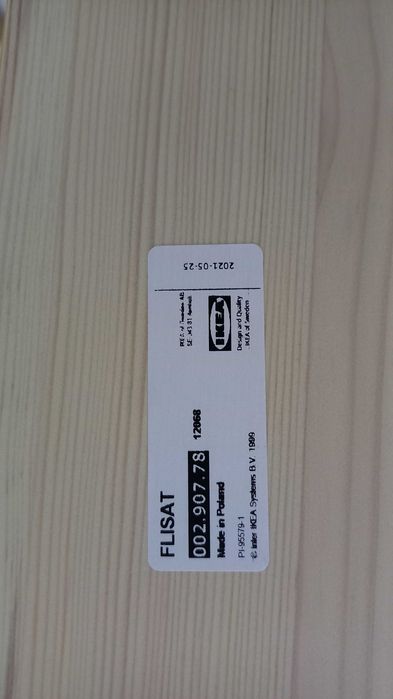 FLISAT
002.907.78 12068
Made in Poland
PI-95579-1
© Inter IKEA Systems B.V. 1999
IKEA of Sweden AB
SE-343 81 Älmhult
IKEA
Design and Quality
IKEA of Sweden
2021-05-25